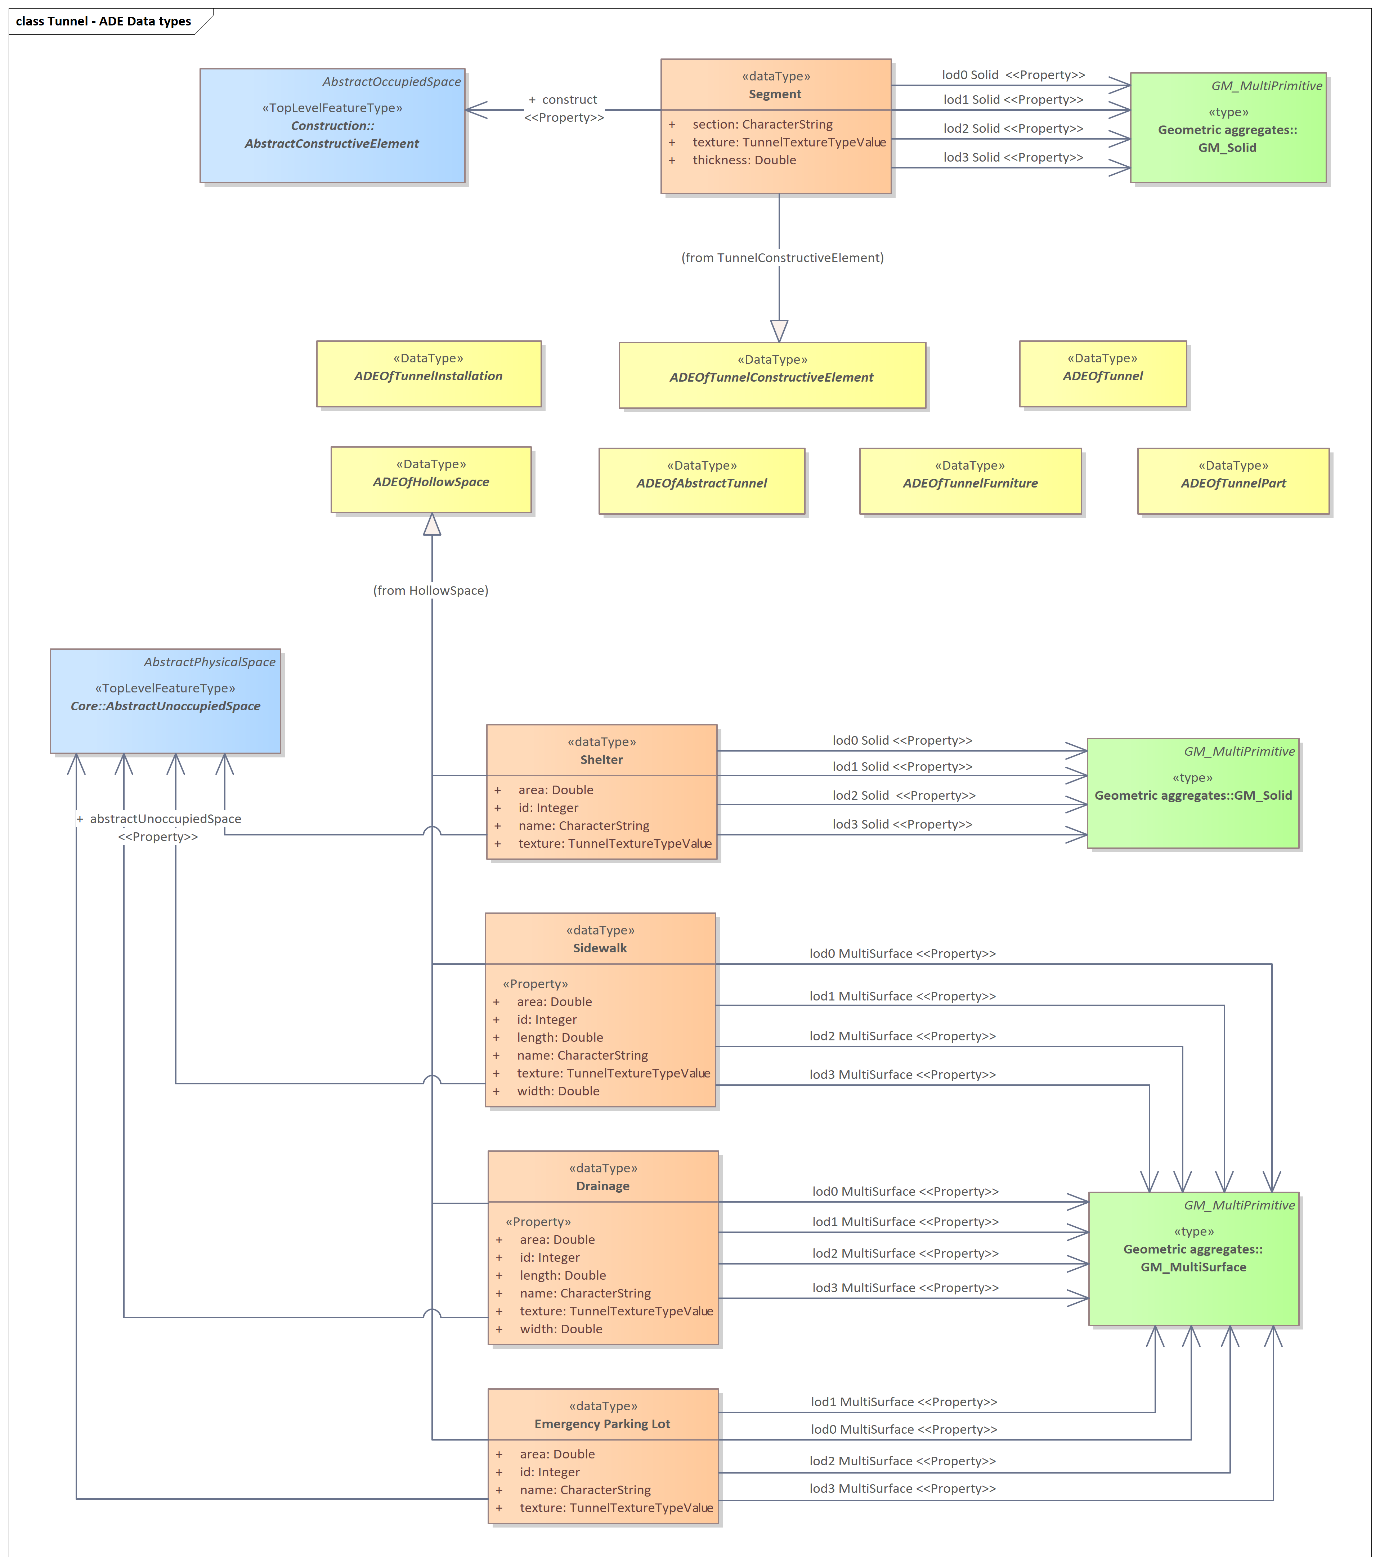 class Tunnel - ADE Data types
AbstractOccupiedSpace
«TopLevelFeatureType»
Construction::
AbstractConstructiveElement
+ construct
<<Property>>
«dataType»
Segment
+ section: CharacterString
+ texture: TunnelTextureTypeValue
+ thickness: Double
lod0 Solid <<Property>>
lod1 Solid <<Property>>
lod2 Solid <<Property>>
lod3 Solid <<Property>>
GM_MultiPrimitive
«type»
Geometric aggregates::
GM_Solid
(from TunnelConstructiveElement)
«DataType»
ADEOfTunnelInstallation
«DataType»
ADEOfTunnelConstructiveElement
«DataType»
ADEOfTunnel
«DataType»
ADEOfHollowSpace
«DataType»
ADEOfAbstractTunnel
«DataType»
ADEOfTunnelFurniture
«DataType»
ADEOfTunnelPart
(from HollowSpace)
AbstractPhysicalSpace
«TopLevelFeatureType»
Core::AbstractUnoccupiedSpace
+ abstractUnoccupiedSpace
<<Property>>
«dataType»
Shelter
+ area: Double
+ id: Integer
+ name: CharacterString
+ texture: TunnelTextureTypeValue
lod0 Solid <<Property>>
lod1 Solid <<Property>>
lod2 Solid <<Property>>
lod3 Solid <<Property>>
GM_MultiPrimitive
«type»
Geometric aggregates::GM_Solid
«dataType»
Sidewalk
«Property»
+ area: Double
+ id: Integer
+ length: Double
+ name: CharacterString
+ texture: TunnelTextureTypeValue
+ width: Double
lod0 MultiSurface <<Property>>
lod1 MultiSurface <<Property>>
lod2 MultiSurface <<Property>>
lod3 MultiSurface <<Property>>
«dataType»
Drainage
«Property»
+ area: Double
+ id: Integer
+ length: Double
+ name: CharacterString
+ texture: TunnelTextureTypeValue
+ width: Double
lod0 MultiSurface <<Property>>
lod1 MultiSurface <<Property>>
lod2 MultiSurface <<Property>>
lod3 MultiSurface <<Property>>
GM_MultiPrimitive
«type»
Geometric aggregates::
GM_MultiSurface
«dataType»
Emergency Parking Lot
+ area: Double
+ id: Integer
+ name: CharacterString
+ texture: TunnelTextureTypeValue
lod1 MultiSurface <<Property>>
lod0 MultiSurface <<Property>>
lod2 MultiSurface <<Property>>
lod3 MultiSurface <<Property>>